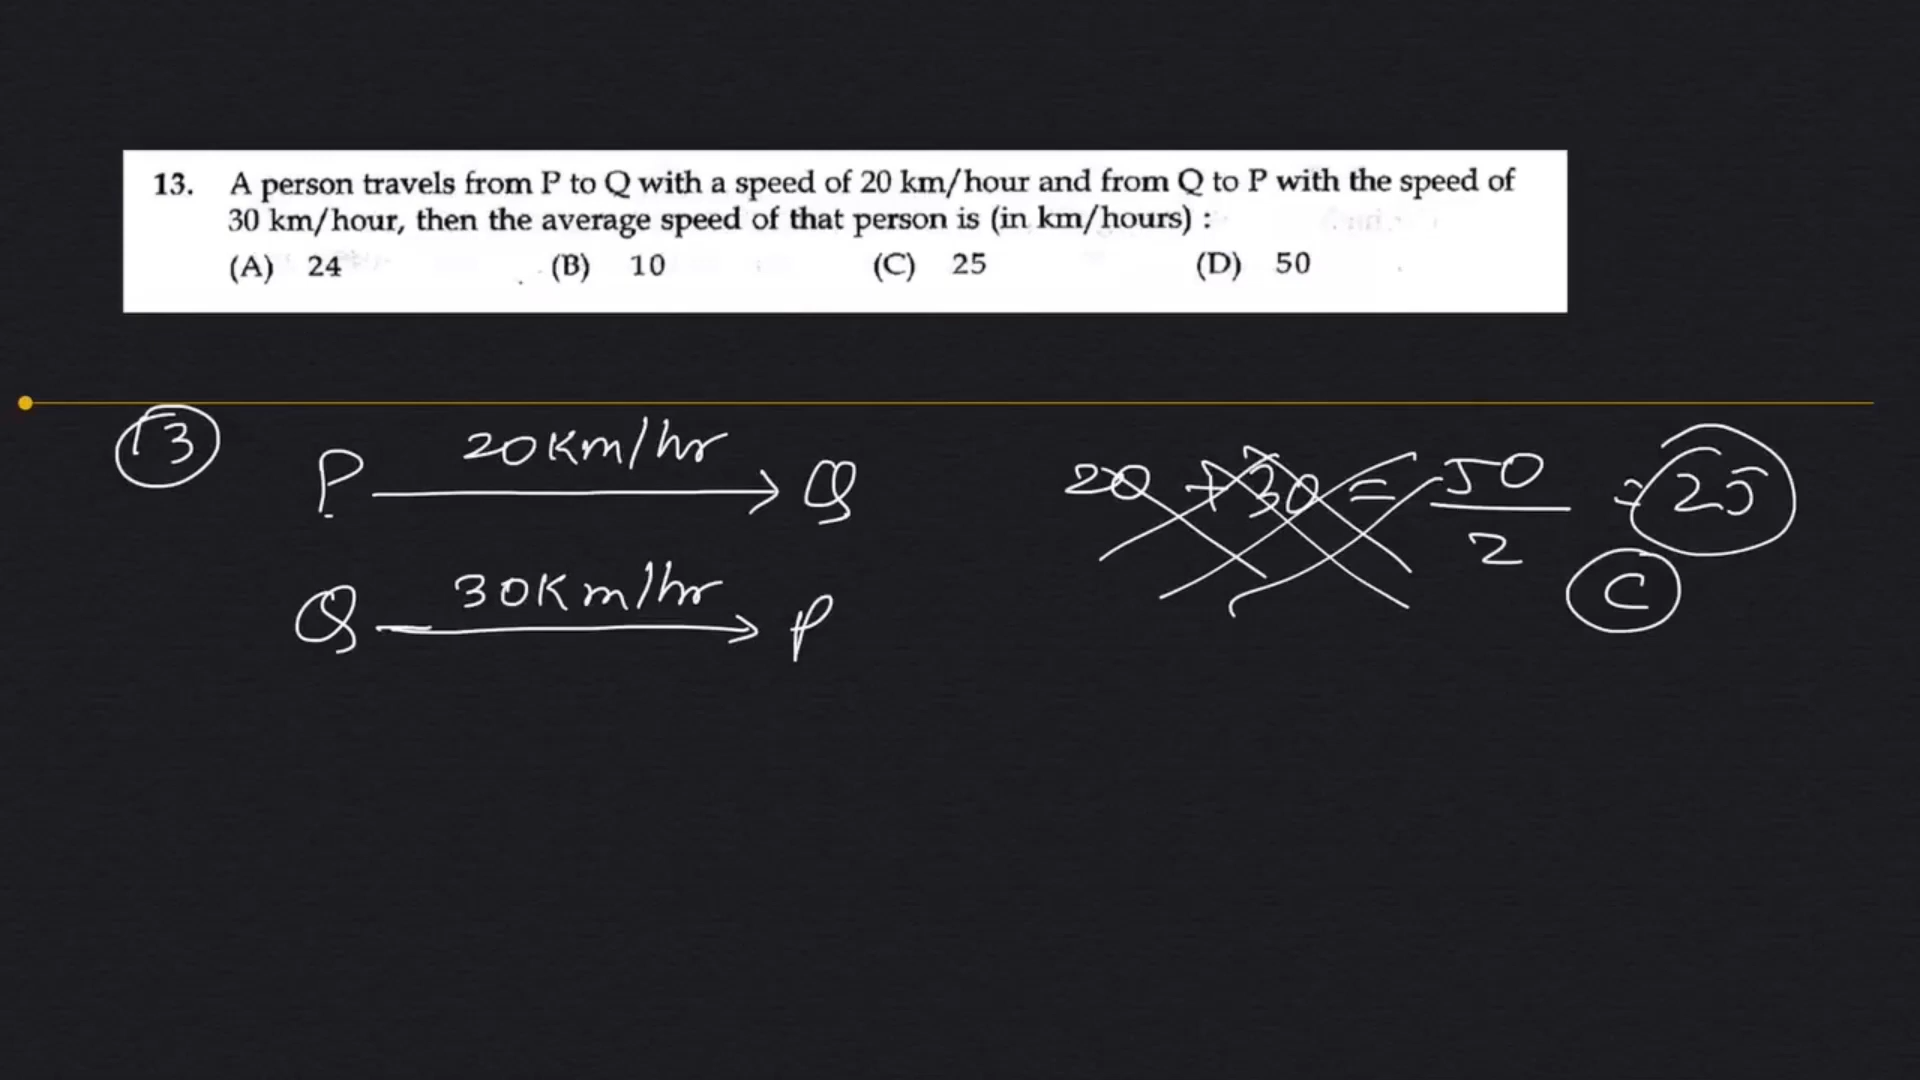 13. A person travels from P to Q with a speed of 20 km/hour and from Q to P with the speed of
30 km/hour, then the average speed of that person is (in km/hours) :
(A) 24 (B) 10 (C) 25 (D) 50
13
P 20Km/hr Q
20 + 30 = 50/2 = 25
C
Q 30Km/hr P